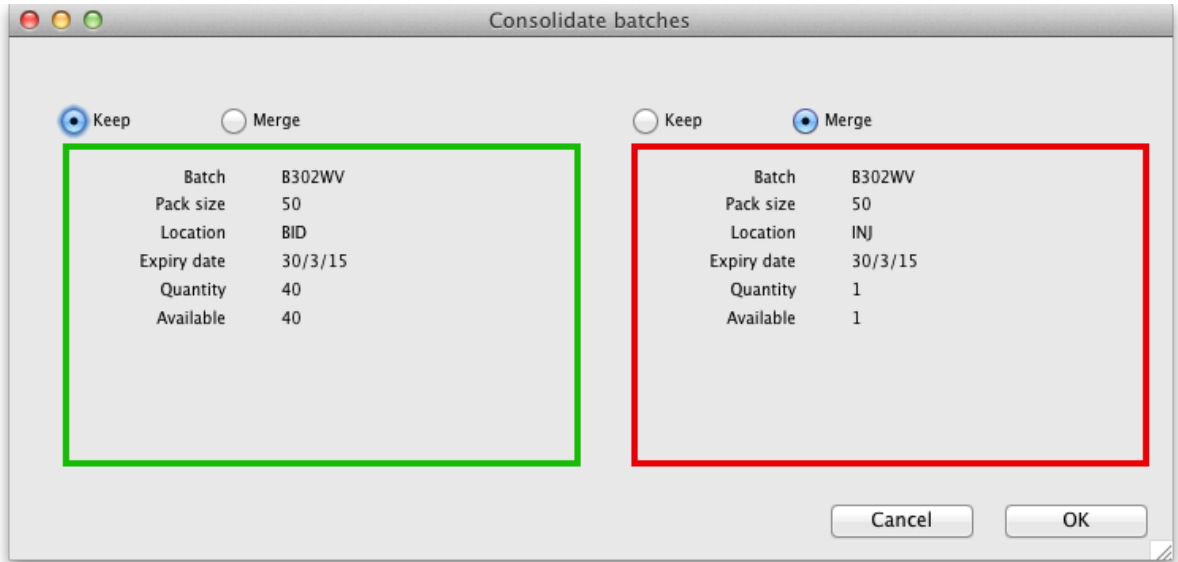 Consolidate batches
Keep Merge Keep Merge
Batch B302WV Batch B302WV
Pack size 50 Pack size 50
Location BID Location INJ
Expiry date 30/3/15 Expiry date 30/3/15
Quantity 40 Quantity 1
Available 40 Available 1
Cancel OK